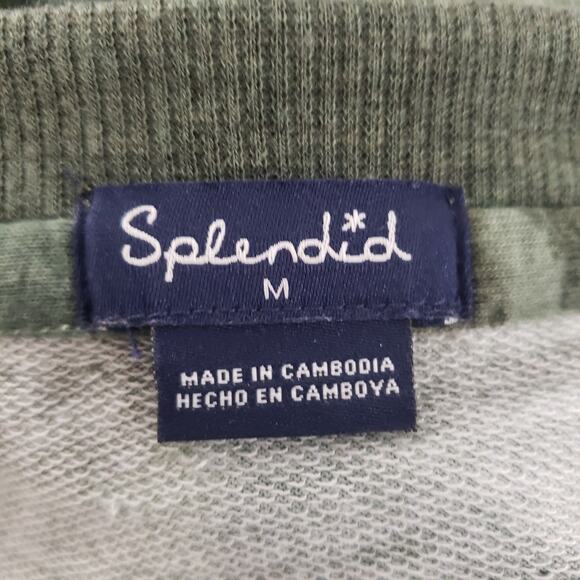 Splendid
M
MADE IN CAMBODIA
HECHO EN CAMBOYA